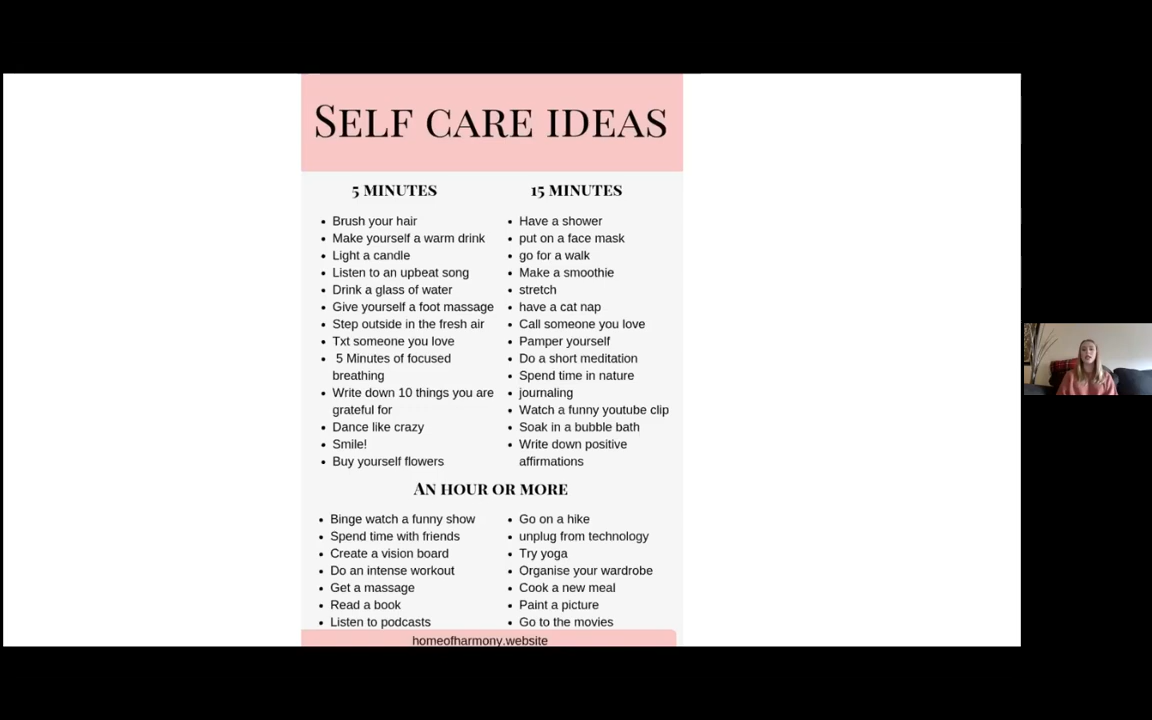 SELF CARE IDEAS
5 MINUTES
Brush your hair
Make yourself a warm drink
Light a candle
Listen to an upbeat song
Drink a glass of water
Give yourself a foot massage
Step outside in the fresh air
Txt someone you love
5 Minutes of focused
breathing
Write down 10 things you are
grateful for
Dance like crazy
Smile!
Buy yourself flowers
15 MINUTES
Have a shower
put on a face mask
go for a walk
Make a smoothie
stretch
have a cat nap
Call someone you love
Pamper yourself
Do a short meditation
Spend time in nature
journaling
Watch a funny youtube clip
Soak in a bubble bath
Write down positive
affirmations
AN HOUR OR MORE
Binge watch a funny show
Spend time with friends
Create a vision board
Do an intense workout
Get a massage
Read a book
Listen to podcasts
Go on a hike
unplug from technology
Try yoga
Organise your wardrobe
Cook a new meal
Paint a picture
Go to the movies
homeofharmony.website